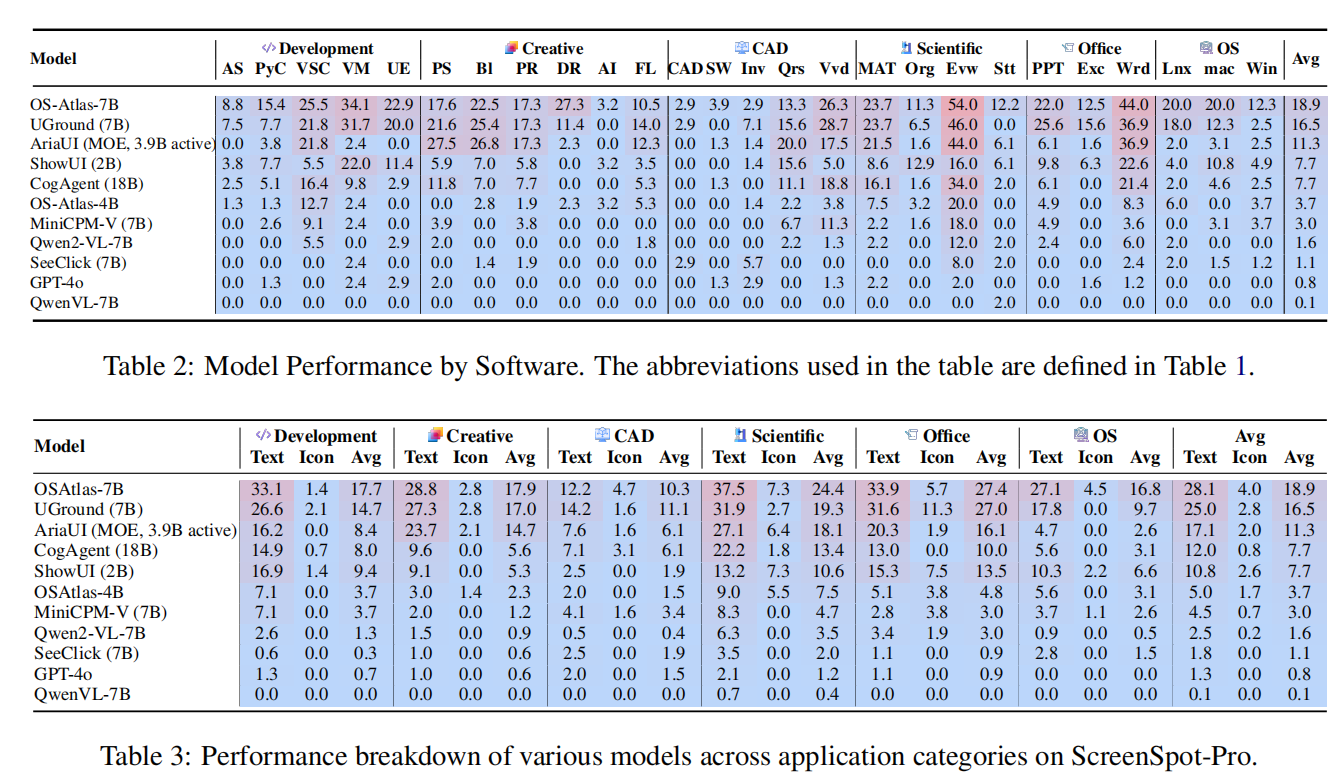 Model Development Creative CAD Scientific Office OS Avg
AS PyC VSC VM UE PS Bl PR DR AI FL CAD SW Inv Qrs Vvd MAT Org Evw Stt PPT Exc Wrd Lnx mac Win
OS-Atlas-7B 8.8 15.4 25.5 34.1 22.9 17.6 22.5 17.3 27.3 3.2 10.5 2.9 3.9 2.9 13.3 26.3 23.7 11.3 54.0 12.2 22.0 12.5 44.0 20.0 20.0 12.3 18.9
UGround (7B) 7.5 7.7 21.8 31.7 20.0 21.6 25.4 17.3 11.4 0.0 14.0 2.9 0.0 7.1 15.6 28.7 23.7 6.5 46.0 0.0 25.6 15.6 36.9 18.0 12.3 2.5 16.5
AriaUI (MOE, 3.9B active) 0.0 3.8 21.8 2.4 0.0 27.5 26.8 17.3 2.3 0.0 12.3 0.0 1.3 1.4 20.0 17.5 21.5 1.6 44.0 6.1 6.1 1.6 36.9 2.0 3.1 2.5 11.3
ShowUI (2B) 3.8 7.7 5.5 22.0 11.4 5.9 7.0 5.8 0.0 3.2 3.5 0.0 0.0 1.4 15.6 5.0 8.6 12.9 16.0 6.1 9.8 6.3 22.6 4.0 10.8 4.9 7.7
CogAgent (18B) 2.5 5.1 16.4 9.8 2.9 11.8 7.0 7.7 0.0 0.0 5.3 0.0 1.3 0.0 11.1 18.8 16.1 1.6 34.0 2.0 6.1 0.0 21.4 2.0 4.6 2.5 7.7
OS-Atlas-4B 1.3 1.3 12.7 2.4 0.0 0.0 2.8 1.9 2.3 3.2 5.3 0.0 0.0 1.4 2.2 3.8 7.5 3.2 20.0 0.0 4.9 0.0 8.3 6.0 0.0 3.7 3.7
MiniCPM-V (7B) 0.0 2.6 9.1 2.4 0.0 3.9 0.0 3.8 0.0 0.0 0.0 0.0 0.0 0.0 6.7 11.3 2.2 1.6 18.0 0.0 4.9 0.0 3.6 0.0 3.1 3.7 3.0
Qwen2-VL-7B 0.0 0.0 5.5 0.0 2.9 2.0 0.0 0.0 0.0 0.0 1.8 0.0 0.0 0.0 2.2 1.3 2.2 0.0 12.0 0.0 2.4 0.0 6.0 2.0 0.0 0.0 1.6
SeeClick (7B) 0.0 0.0 0.0 2.4 0.0 0.0 1.4 1.9 0.0 0.0 0.0 2.9 0.0 5.7 0.0 0.0 0.0 0.0 8.0 2.0 0.0 0.0 2.4 2.0 1.5 1.2 1.1
GPT-4o 0.0 1.3 0.0 2.4 2.9 2.0 0.0 0.0 0.0 0.0 0.0 0.0 1.3 2.9 0.0 1.3 2.2 0.0 2.0 0.0 0.0 1.6 1.2 0.0 0.0 0.0 0.8
QwenVL-7B 0.0 0.0 0.0 0.0 0.0 0.0 0.0 0.0 0.0 0.0 0.0 0.0 0.0 0.0 0.0 0.0 0.0 0.0 0.0 2.0 0.0 0.0 0.0 0.0 0.0 0.0 0.1
Table 2: Model Performance by Software. The abbreviations used in the table are defined in Table 1.
Model Development Creative CAD Scientific Office OS Avg
Text Icon Avg Text Icon Avg Text Icon Avg Text Icon Avg Text Icon Avg Text Icon Avg Text Icon Avg
OSAtlas-7B 33.1 1.4 17.7 28.8 2.8 17.9 12.2 4.7 10.3 37.5 7.3 24.4 33.9 5.7 27.4 27.1 4.5 16.8 28.1 4.0 18.9
UGround (7B) 26.6 2.1 14.7 27.3 2.8 17.0 14.2 1.6 11.1 31.9 2.7 19.3 31.6 11.3 27.0 17.8 0.0 9.7 25.0 2.8 16.5
AriaUI (MOE, 3.9B active) 16.2 0.0 8.4 23.7 2.1 14.7 7.6 1.6 6.1 27.1 6.4 18.1 20.3 1.9 16.1 4.7 0.0 2.6 17.1 2.0 11.3
CogAgent (18B) 14.9 0.7 8.0 9.6 0.0 5.6 7.1 3.1 6.1 22.2 1.8 13.4 13.0 0.0 10.0 5.6 0.0 3.1 12.0 0.8 7.7
ShowUI (2B) 16.9 1.4 9.4 9.1 0.0 5.3 2.5 0.0 1.9 13.2 7.3 10.6 15.3 7.5 13.5 10.3 2.2 6.6 10.8 2.6 7.7
OSAtlas-4B 7.1 0.0 3.7 3.0 1.4 2.3 2.0 0.0 1.5 9.0 5.5 7.5 5.1 3.8 4.8 5.6 0.0 3.1 5.0 1.7 3.7
MiniCPM-V (7B) 7.1 0.0 3.7 2.0 0.0 1.2 4.1 1.6 3.4 8.3 0.0 4.7 2.8 3.8 3.0 3.7 1.1 2.6 4.5 0.7 3.0
Qwen2-VL-7B 2.6 0.0 1.3 1.5 0.0 0.9 0.5 0.0 0.4 6.3 0.0 3.5 3.4 1.9 3.0 0.9 0.0 0.5 2.5 0.2 1.6
SeeClick (7B) 0.6 0.0 0.3 1.0 0.0 0.6 2.5 0.0 1.9 3.5 0.0 2.0 1.1 0.0 0.9 2.8 0.0 1.5 1.8 0.0 1.1
GPT-4o 1.3 0.0 0.7 1.0 0.0 0.6 2.0 0.0 1.5 2.1 0.0 1.2 1.1 0.0 0.9 0.0 0.0 0.0 1.3 0.0 0.8
QwenVL-7B 0.0 0.0 0.0 0.0 0.0 0.0 0.0 0.0 0.0 0.7 0.0 0.4 0.0 0.0 0.0 0.0 0.0 0.0 0.1 0.0 0.1
Table 3: Performance breakdown of various models across application categories on ScreenSpot-Pro.